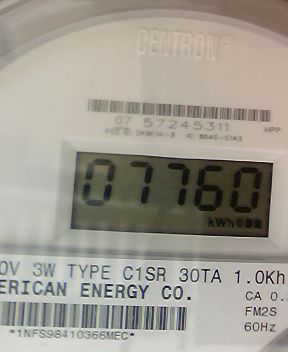 CENTRON®
07 57245311
HPP
07760
kWh
0V 3W TYPE C1SR 30TA 1.0Kh
ERICAN ENERGY CO.
CA 0.
FM2S
60Hz
*1NFS98410366MEC*